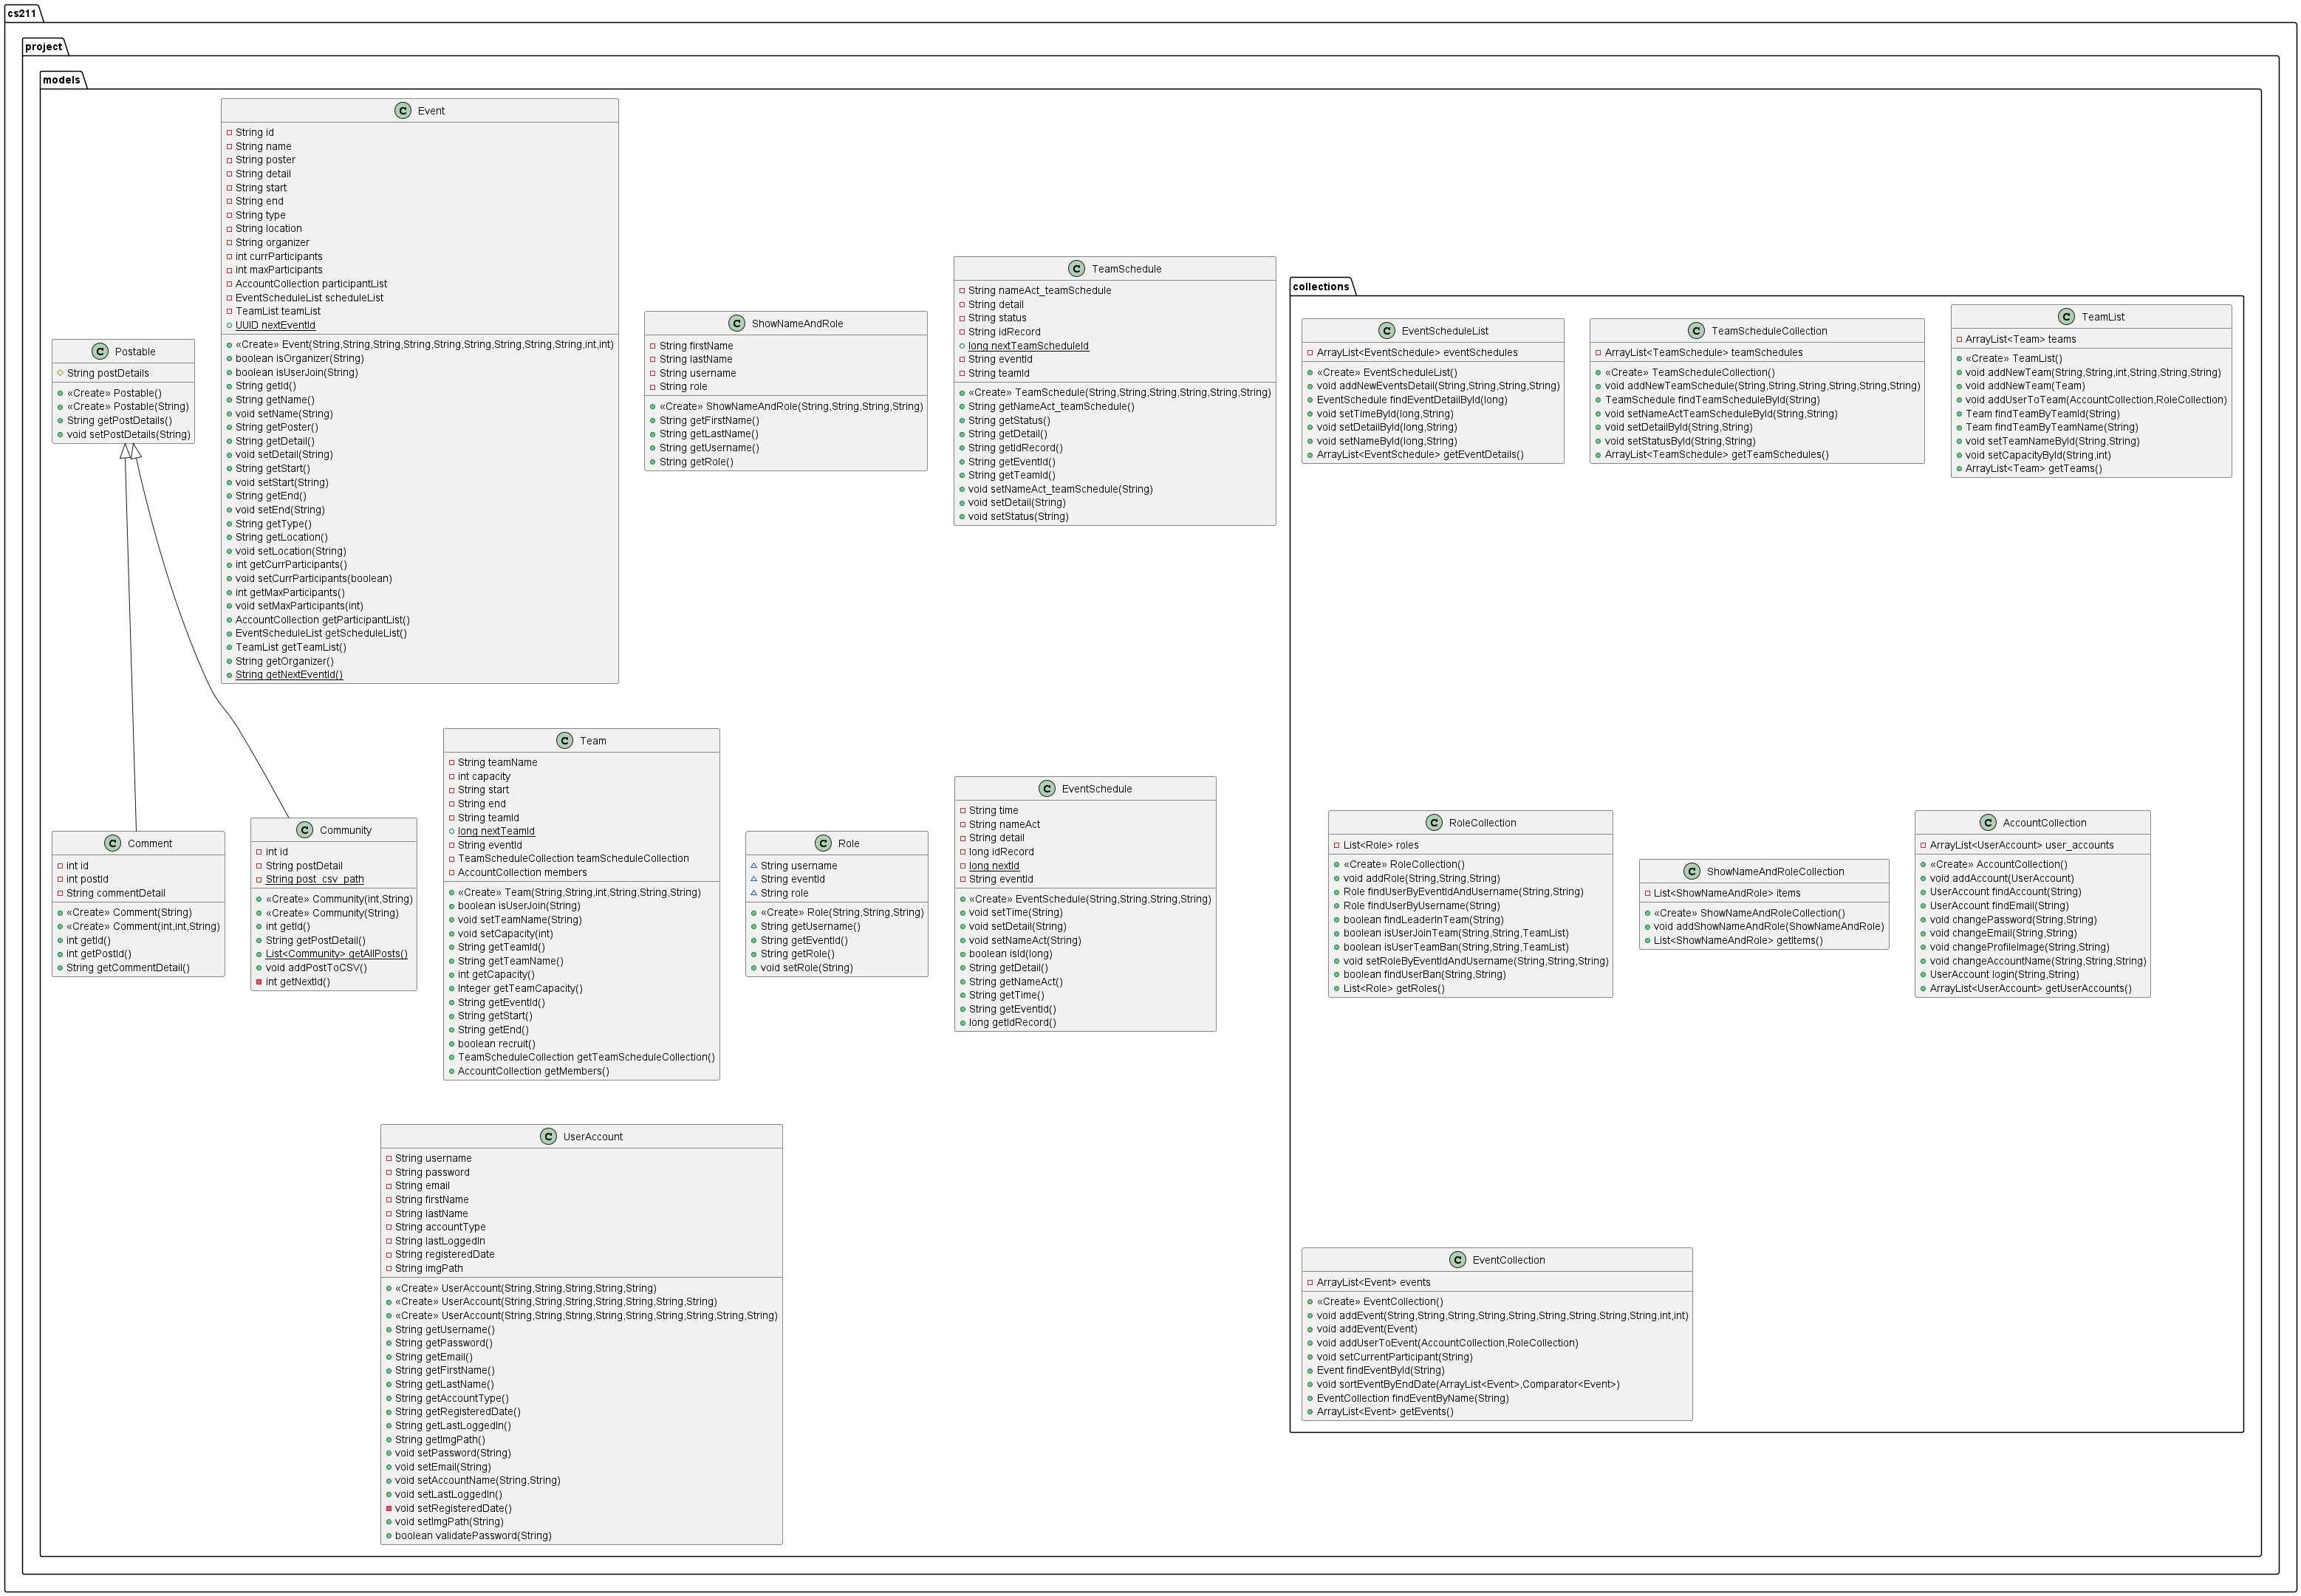 cs211
project
models
C Event
String id
String name
String poster
String detail
String start
String end
String type
String location
String organizer
int currParticipants
int maxParticipants
AccountCollection participantList
EventScheduleList scheduleList
TeamList teamList
UUID nextEventId
«Create» Event(String,String,String,String,String,String,String,String,String,int,int)
boolean isOrganizer(String)
boolean isUserJoin(String)
String getId()
String getName()
void setName(String)
String getPoster()
String getDetail()
void setDetail(String)
String getStart()
void setStart(String)
String getEnd()
void setEnd(String)
String getType()
String getLocation()
void setLocation(String)
int getCurrParticipants()
void setCurrParticipants(boolean)
int getMaxParticipants()
void setMaxParticipants(int)
AccountCollection getParticipantList()
EventScheduleList getScheduleList()
TeamList getTeamList()
String getOrganizer()
String getNextEventId()
C Postable
String postDetails
«Create» Postable()
«Create» Postable(String)
String getPostDetails()
void setPostDetails(String)
C ShowNameAndRole
String firstName
String lastName
String username
String role
«Create» ShowNameAndRole(String,String,String,String)
String getFirstName()
String getLastName()
String getUsername()
String getRole()
C TeamSchedule
String nameAct_teamSchedule
String detail
String status
String idRecord
long nextTeamScheduleId
String eventId
String teamId
«Create» TeamSchedule(String,String,String,String,String,String)
String getNameAct_teamSchedule()
String getStatus()
String getDetail()
String getIdRecord()
String getEventId()
String getTeamId()
void setNameAct_teamSchedule(String)
void setDetail(String)
void setStatus(String)
collections
C EventScheduleList
ArrayList<EventSchedule> eventSchedules
«Create» EventScheduleList()
void addNewEventsDetail(String,String,String,String)
EventSchedule findEventDetailById(long)
void setTimeById(long,String)
void setDetailById(long,String)
void setNameById(long,String)
ArrayList<EventSchedule> getEventDetails()
C TeamScheduleCollection
ArrayList<TeamSchedule> teamSchedules
«Create» TeamScheduleCollection()
void addNewTeamSchedule(String,String,String,String,String,String)
TeamSchedule findTeamScheduleById(String)
void setNameActTeamScheduleById(String,String)
void setDetailById(String,String)
void setStatusById(String,String)
ArrayList<TeamSchedule> getTeamSchedules()
C TeamList
ArrayList<Team> teams
«Create» TeamList()
void addNewTeam(String,String,int,String,String,String)
void addNewTeam(Team)
void addUserToTeam(AccountCollection,RoleCollection)
Team findTeamByTeamId(String)
Team findTeamByTeamName(String)
void setTeamNameById(String,String)
void setCapacityById(String,int)
ArrayList<Team> getTeams()
C Comment
int id
int postId
String commentDetail
«Create» Comment(String)
«Create» Comment(int,int,String)
int getId()
int getPostId()
String getCommentDetail()
C Community
int id
String postDetail
String post_csv_path
«Create» Community(int,String)
«Create» Community(String)
int getId()
String getPostDetail()
List<Community> getAllPosts()
void addPostToCSV()
int getNextId()
C Team
String teamName
int capacity
String start
String end
String teamId
long nextTeamId
String eventId
TeamScheduleCollection teamScheduleCollection
AccountCollection members
«Create» Team(String,String,int,String,String,String)
boolean isUserJoin(String)
void setTeamName(String)
void setCapacity(int)
String getTeamId()
String getTeamName()
int getCapacity()
Integer getTeamCapacity()
String getEventId()
String getStart()
String getEnd()
boolean recruit()
TeamScheduleCollection getTeamScheduleCollection()
AccountCollection getMembers()
C Role
String username
String eventId
String role
«Create» Role(String,String,String)
String getUsername()
String getEventId()
String getRole()
void setRole(String)
C EventSchedule
String time
String nameAct
String detail
long idRecord
long nextId
String eventId
«Create» EventSchedule(String,String,String,String)
void setTime(String)
void setDetail(String)
void setNameAct(String)
boolean isId(long)
String getDetail()
String getNameAct()
String getTime()
String getEventId()
long getIdRecord()
C RoleCollection
List<Role> roles
«Create» RoleCollection()
void addRole(String,String,String)
Role findUserByEventIdAndUsername(String,String)
Role findUserByUsername(String)
boolean findLeaderInTeam(String)
boolean isUserJoinTeam(String,String,TeamList)
boolean isUserTeamBan(String,String,TeamList)
void setRoleByEventIdAndUsername(String,String,String)
boolean findUserBan(String,String)
List<Role> getRoles()
C ShowNameAndRoleCollection
List<ShowNameAndRole> items
«Create» ShowNameAndRoleCollection()
void addShowNameAndRole(ShowNameAndRole)
List<ShowNameAndRole> getItems()
C AccountCollection
ArrayList<UserAccount> user_accounts
«Create» AccountCollection()
void addAccount(UserAccount)
UserAccount findAccount(String)
UserAccount findEmail(String)
void changePassword(String,String)
void changeEmail(String,String)
void changeProfileImage(String,String)
void changeAccountName(String,String,String)
UserAccount login(String,String)
ArrayList<UserAccount> getUserAccounts()
C UserAccount
String username
String password
String email
String firstName
String lastName
String accountType
String lastLoggedIn
String registeredDate
String imgPath
«Create» UserAccount(String,String,String,String,String)
«Create» UserAccount(String,String,String,String,String,String,String)
«Create» UserAccount(String,String,String,String,String,String,String,String,String)
String getUsername()
String getPassword()
String getEmail()
String getFirstName()
String getLastName()
String getAccountType()
String getRegisteredDate()
String getLastLoggedIn()
String getImgPath()
void setPassword(String)
void setEmail(String)
void setAccountName(String,String)
void setLastLoggedIn()
void setRegisteredDate()
void setImgPath(String)
boolean validatePassword(String)
C EventCollection
ArrayList<Event> events
«Create» EventCollection()
void addEvent(String,String,String,String,String,String,String,String,String,int,int)
void addEvent(Event)
void addUserToEvent(AccountCollection,RoleCollection)
void setCurrentParticipant(String)
Event findEventById(String)
void sortEventByEndDate(ArrayList<Event>,Comparator<Event>)
EventCollection findEventByName(String)
ArrayList<Event> getEvents()